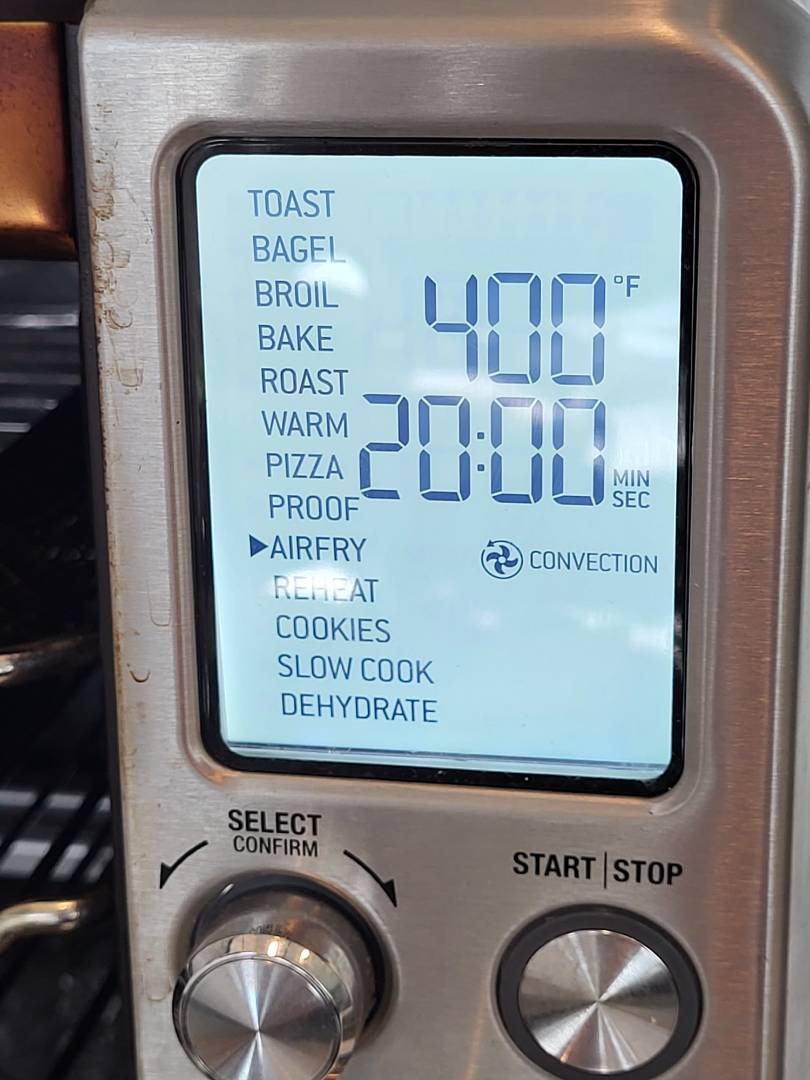 TOAST
BAGEL
BROIL
400°F
BAKE
ROAST
WARM
20:00
PIZZA
MIN
SEC
PROOF
AIRFRY
CONVECTION
REHEAT
COOKIES
SLOW COOK
DEHYDRATE
SELECT
CONFIRM
START|STOP